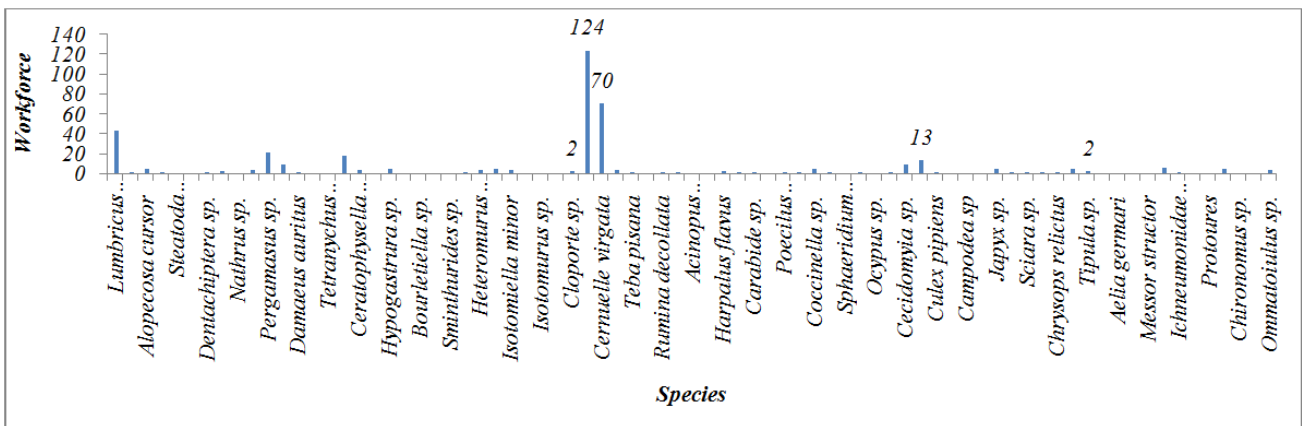 Workforce
140
120
100
80
60
40
20
0
124
70
2
13
2
Lumbricus ..
Alopecosa cursor
Steatoda ..
Dentachiptera sp.
Nathrus sp.
Pergamasus sp.
Damaeus auritus
Tetranychus ..
Ceratophysella ..
Hypogastrura sp.
Bourletiella sp.
Sminthurides sp.
Heteromurus ..
Isotomiella minor
Isotomurus sp.
Cloporte sp.
Cernuelle virgata
Teba pisana
Rumina decollata
Acinopus ..
Harpalus flavus
Carabide sp.
Poecilus ..
Coccinella sp.
Sphaeridium ..
Ocypus sp.
Cecidomyia sp.
Culex pipiens
Campodea sp
Japyx sp.
Sciara sp.
Chrysops relictus
Tipula sp.
Aelia germari
Messor structor
Ichneumonidae ..
Protoures
Chironomus sp.
Ommatoiulus sp.
Species